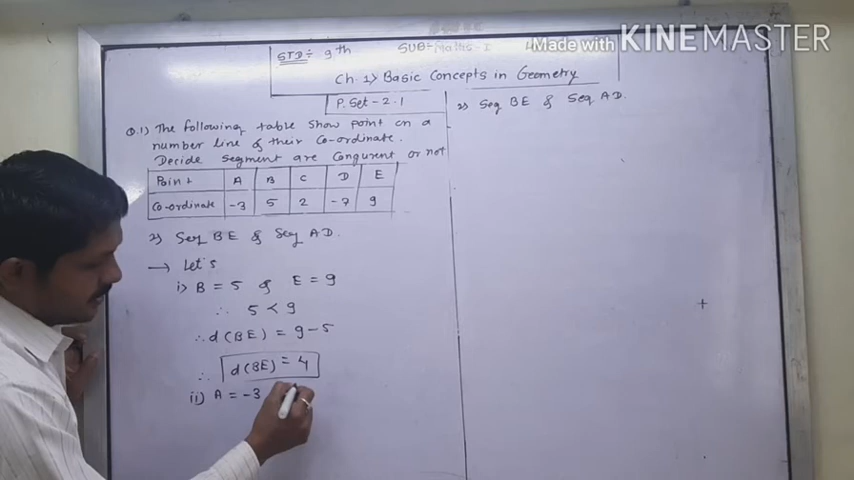 STD÷ 9th SUB-Maths-I
Made with KINEMASTER
Ch. 1) Basic Concepts in Geometry
P. Set - 2.1
Q.1) The following table show point on a
number line & their Co-ordinate.
Decide Segment are Congurent or not
Point A B C D E
Co-ordinate -3 5 2 -7 9
2) Seg BE & Seg AD.
→ Let's
i) B = 5 & E = 9
∴ 5 < 9
∴ d(BE) = 9-5
∴ d(BE) = 4
ii) A = -3
2) Seg BE & Seg AD.